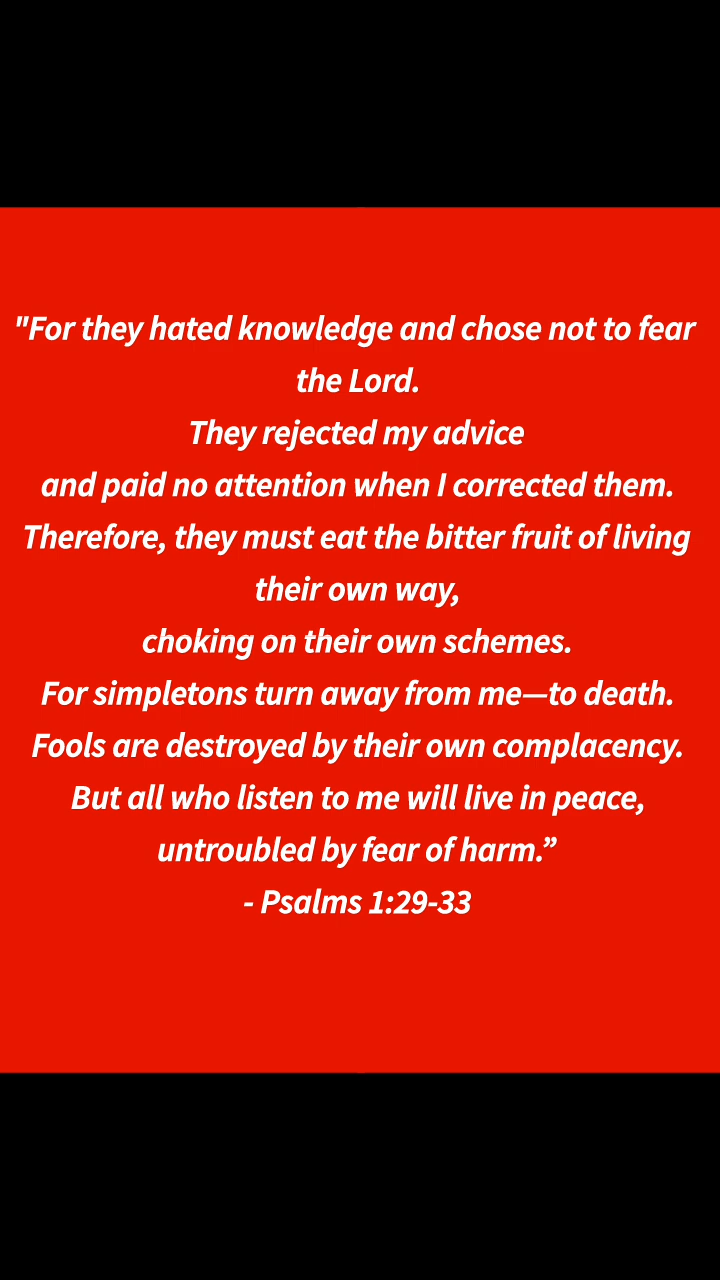 "For they hated knowledge and chose not to fear
the Lord.
They rejected my advice
and paid no attention when I corrected them.
Therefore, they must eat the bitter fruit of living
their own way,
choking on their own schemes.
For simpletons turn away from me—to death.
Fools are destroyed by their own complacency.
But all who listen to me will live in peace,
untroubled by fear of harm.”
- Psalms 1:29-33